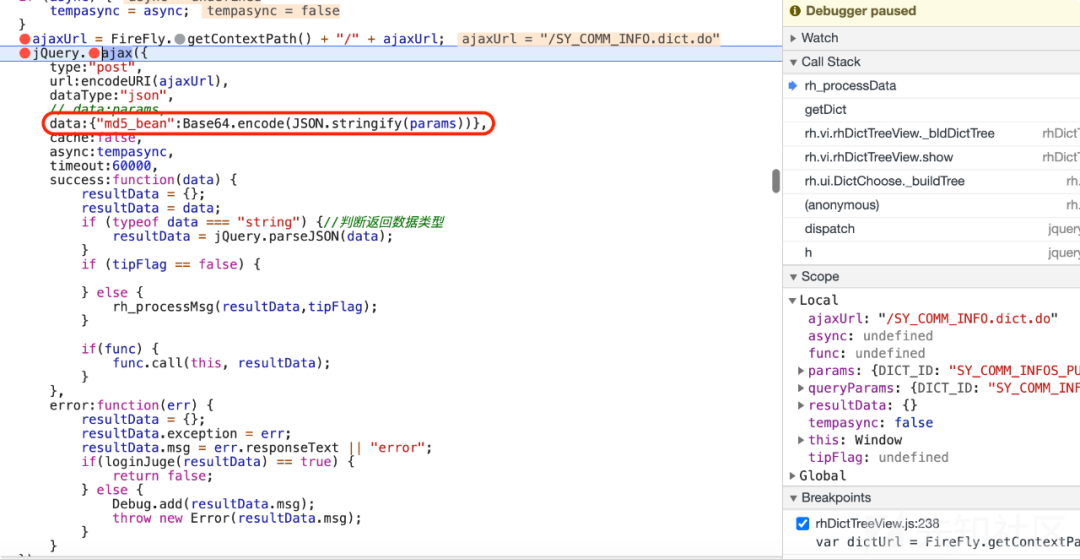 tempasync = async;  tempasync = false
}
ajaxUrl = FireFly.getContextPath() + "/" + ajaxUrl;  ajaxUrl = "/SY_COMM_INFO.dict.do"
jQuery.ajax({
type:"post",
url:encodeURI(ajaxUrl),
dataType:"json",
// data:params,
data:{"md5_bean":Base64.encode(JSON.stringify(params))},
cache:false,
async:tempasync,
timeout:60000,
success:function(data) {
resultData = {};
resultData = data;
if (typeof data === "string") {//判断返回数据类型
resultData = jQuery.parseJSON(data);
}
if (tipFlag == false) {
} else {
rh_processMsg(resultData,tipFlag);
}
if(func) {
func.call(this, resultData);
}
},
error:function(err) {
resultData = {};
resultData.exception = err;
resultData.msg = err.responseText || "error";
if(loginJuge(resultData) == true) {
return false;
} else {
Debug.add(resultData.msg);
throw new Error(resultData.msg);
}
}
Debugger paused
Watch
Call Stack
rh_processData
getDict
rh.vi.rhDictTreeView._bldDictTree rhDictT
rh.vi.rhDictTreeView.show rhDictT
rh.ui.DictChoose._buildTree rh.
(anonymous) rh.
dispatch jquery
h jquery
Scope
Local
ajaxUrl: "/SY_COMM_INFO.dict.do"
async: undefined
func: undefined
params: {DICT_ID: "SY_COMM_INFOS_PU
queryParams: {DICT_ID: "SY_COMM_INF
resultData: {}
tempasync: false
this: Window
tipFlag: undefined
Global
Breakpoints
rhDictTreeView.js:238
var dictUrl = FireFly.getContextPa